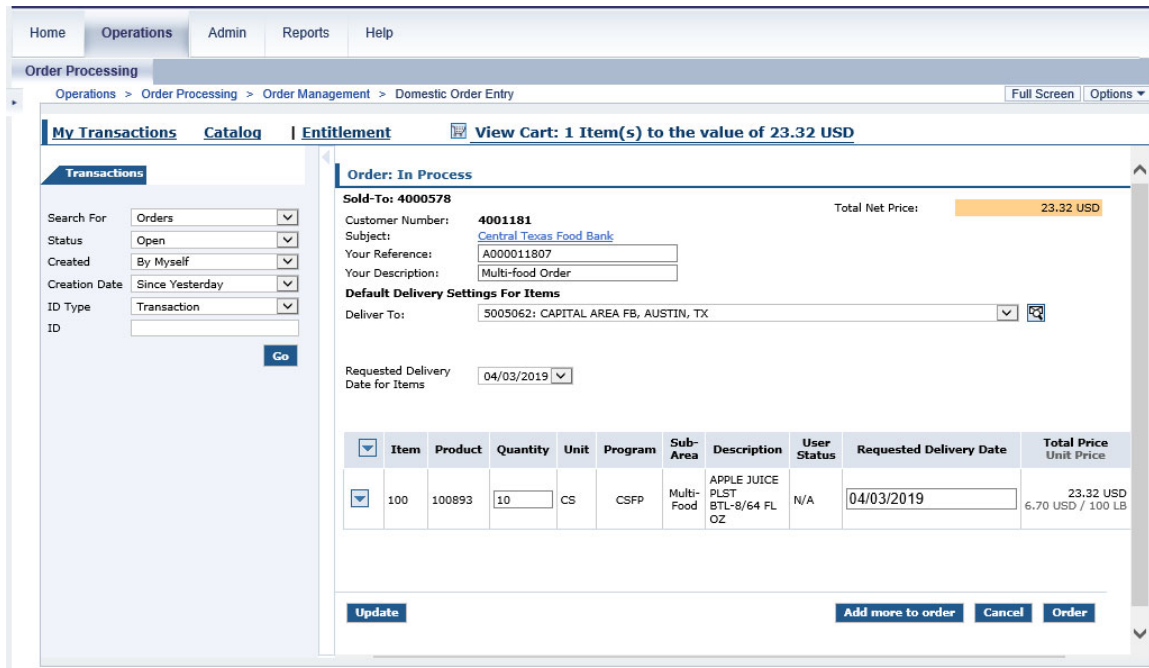 Home Operations Admin Reports Help
Order Processing
Operations > Order Processing > Order Management > Domestic Order Entry Full Screen Options
My Transactions Catalog | Entitlement View Cart: 1 Item(s) to the value of 23.32 USD
Transactions
Search For Orders
Status Open
Created By Myself
Creation Date Since Yesterday
ID Type Transaction
ID
Go
Order: In Process
Sold-To: 4000578
Total Net Price: 23.32 USD
Customer Number: 4001181
Subject: Central Texas Food Bank
Your Reference: A000011807
Your Description: Multi-food Order
Default Delivery Settings For Items
Deliver To: 5005062: CAPITAL AREA FB, AUSTIN, TX
Requested Delivery
Date for Items 04/03/2019
Item Product Quantity Unit Program Sub-Area Description User Status Requested Delivery Date Total Price
Unit Price
100 100893 10 CS CSFP Multi-Food APPLE JUICE PLST BTL-8/64 FL OZ N/A 04/03/2019 23.32 USD
6.70 USD / 100 LB
Update Add more to order Cancel Order